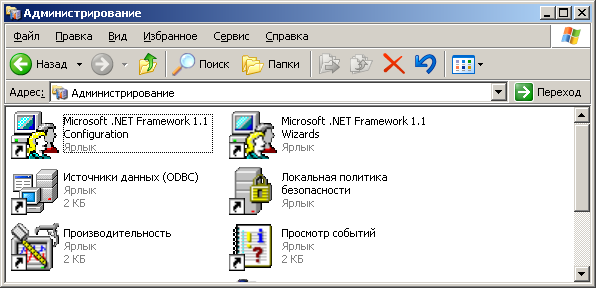 Администрирование
Файл Правка Вид Избранное Сервис Справка
Назад Поиск Папки
Адрес: Администрирование Переход
Microsoft .NET Framework 1.1
Configuration
Ярлык
Microsoft .NET Framework 1.1
Wizards
Ярлык
Источники данных (ODBC)
Ярлык
2 КБ
Локальная политика
безопасности
Ярлык
Производительность
Ярлык
2 КБ
Просмотр событий
Ярлык
2 КБ